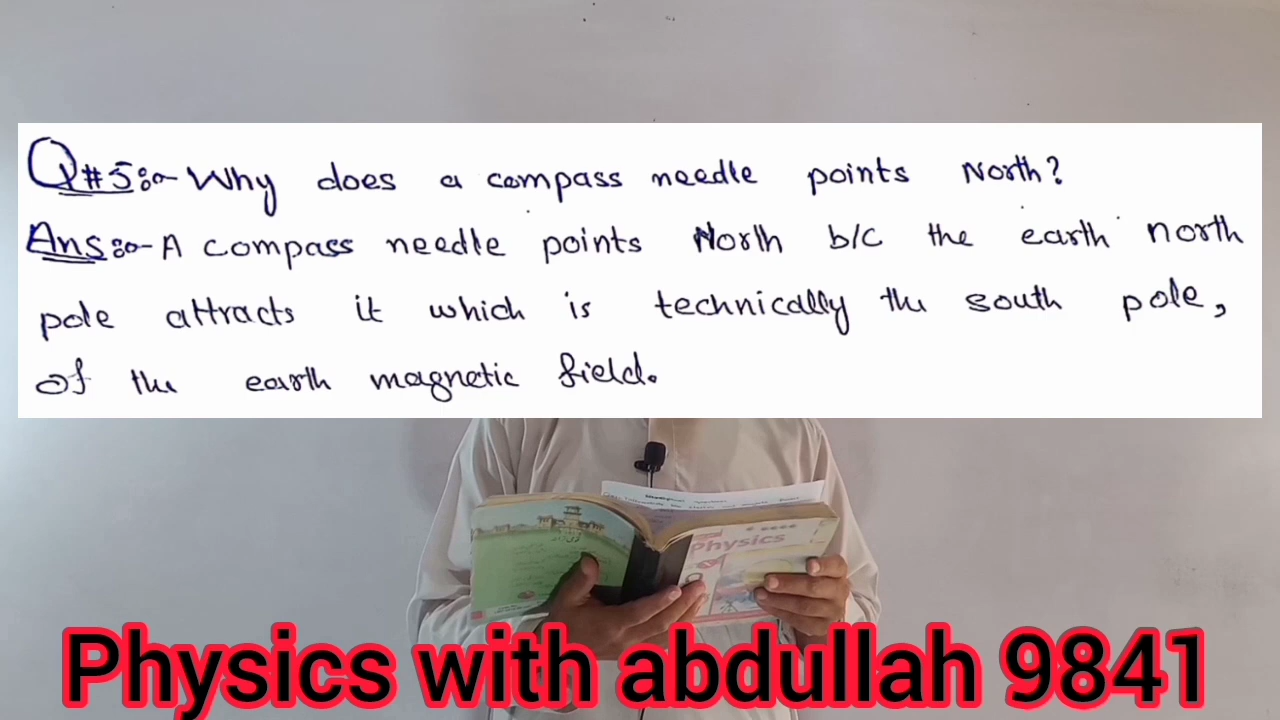 Q#5:- Why does a compass needle points North?
Ans:- A compass needle points North b/c the earth north
pole attracts it which is technically the south pole,
of the earth magnetic field.
Physics
Physics with abdullah 9841